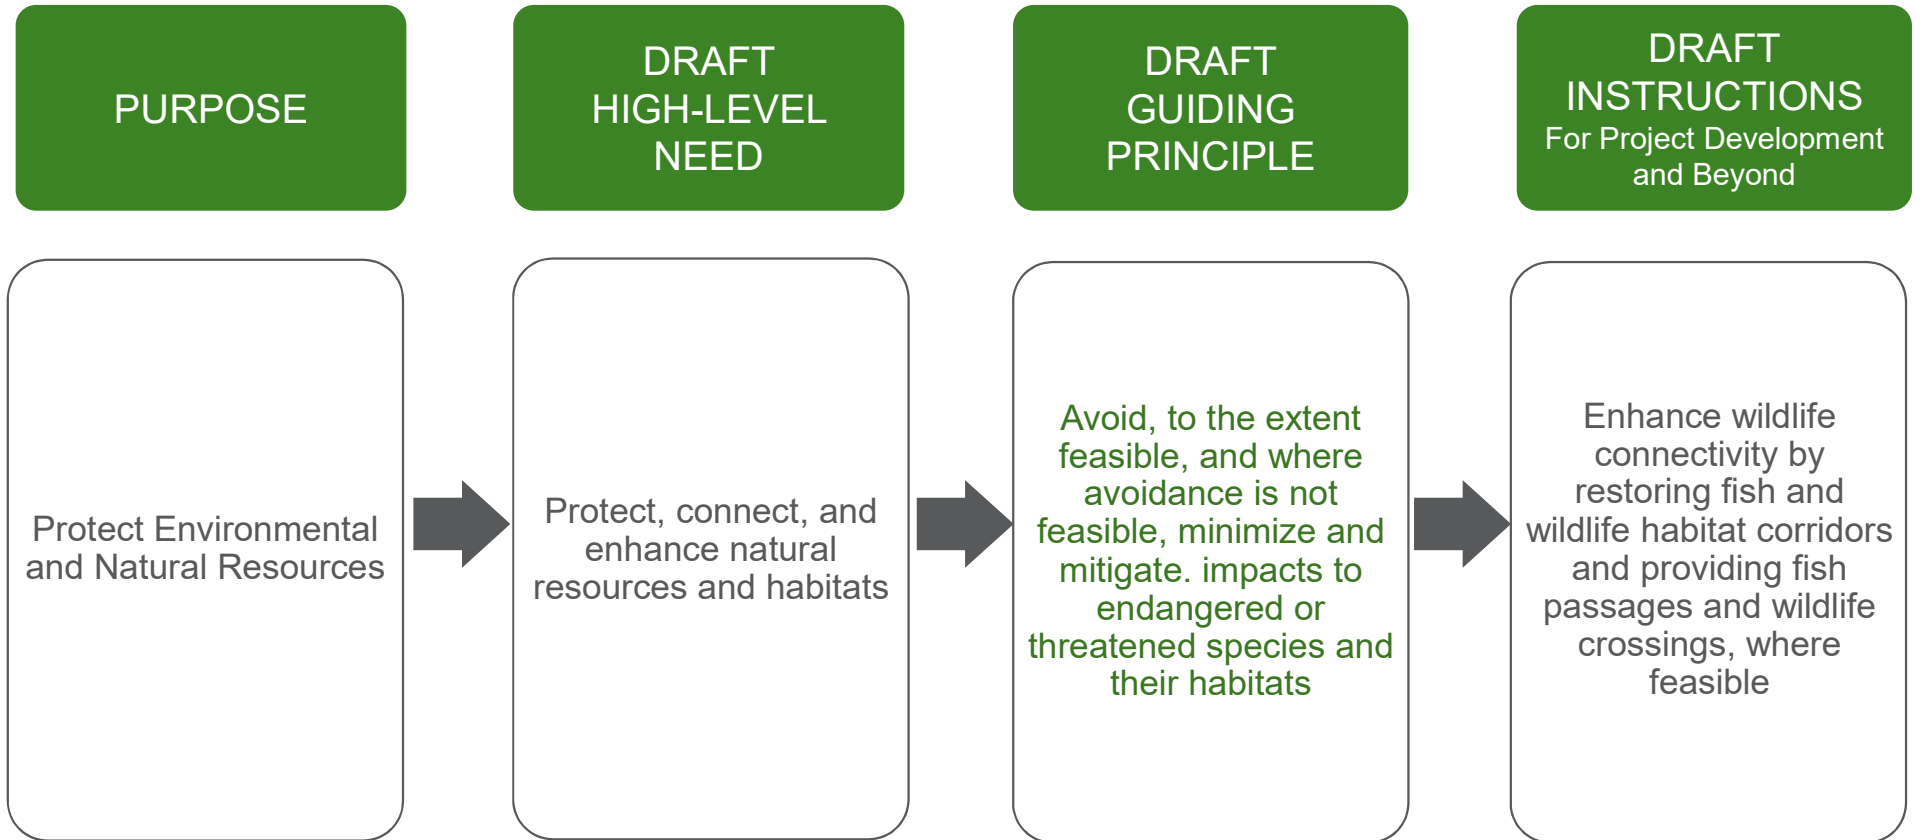 PURPOSE
DRAFT
HIGH-LEVEL
NEED
DRAFT
GUIDING
PRINCIPLE
DRAFT
INSTRUCTIONS
For Project Development
and Beyond
Protect Environmental
and Natural Resources
Protect, connect, and
enhance natural
resources and habitats
Avoid, to the extent
feasible, and where
avoidance is not
feasible, minimize and
mitigate. impacts to
endangered or
threatened species and
their habitats
Enhance wildlife
connectivity by
restoring fish and
wildlife habitat corridors
and providing fish
passages and wildlife
crossings, where
feasible